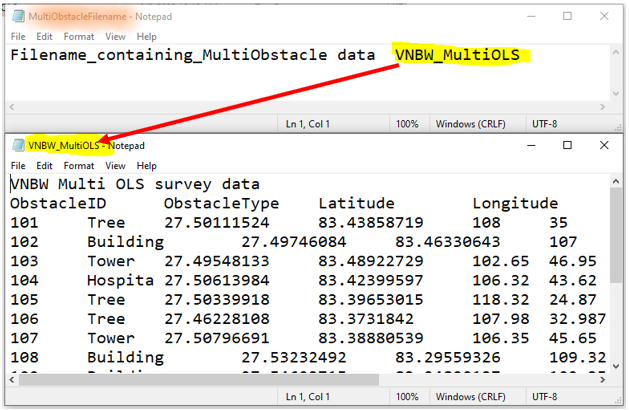 MultiObstacleFilename - Notepad
File Edit Format View Help
Filename_containing_MultiObstacle data VNBW_MultiOLS
Ln 1, Col 1 100% Windows (CRLF) UTF-8
VNBW_MultiOLS - Notepad
File Edit Format View Help
VNBW Multi OLS survey data
ObstacleID ObstacleType Latitude Longitude
101 Tree 27.50111524 83.43858719 108 35
102 Building 27.49746084 83.46330643 107
103 Tower 27.49548133 83.48922729 102.65 46.95
104 Hospita 27.50613984 83.42399597 106.32 43.62
105 Tree 27.50339918 83.39653015 118.32 24.87
106 Tree 27.46228108 83.3731842 107.98 32.987
107 Tower 27.50796691 83.38880539 106.35 45.65
108 Building 27.53232492 83.29559326 109.32
Ln 1, Col 1 100% Windows (CRLF) UTF-8